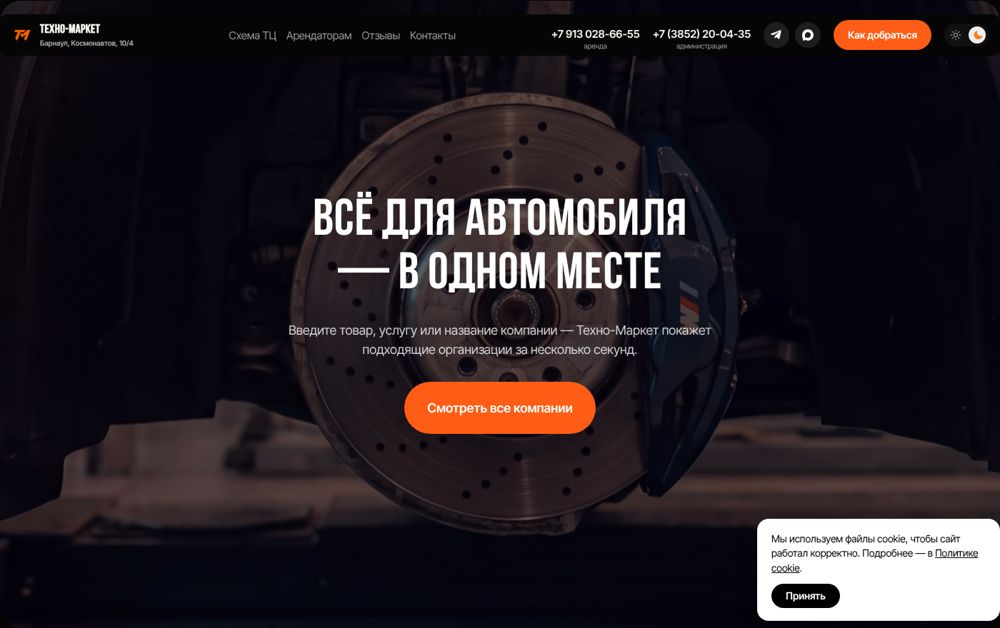 ТЕХНО-МАРКЕТ
Барнаул, Космонавтов, 10/4
Схема ТЦ Арендаторам Отзывы Контакты
+7 913 028-66-55
аренда
+7 (3852) 20-04-35
администрация
Как добраться
ВСЁ ДЛЯ АВТОМОБИЛЯ
— В ОДНОМ МЕСТЕ
Введите товар, услугу или название компании — Техно-Маркет покажет
подходящие организации за несколько секунд.
Смотреть все компании
Мы используем файлы cookie, чтобы сайт
работал корректно. Подробнее — в Политике
cookie.
Принять